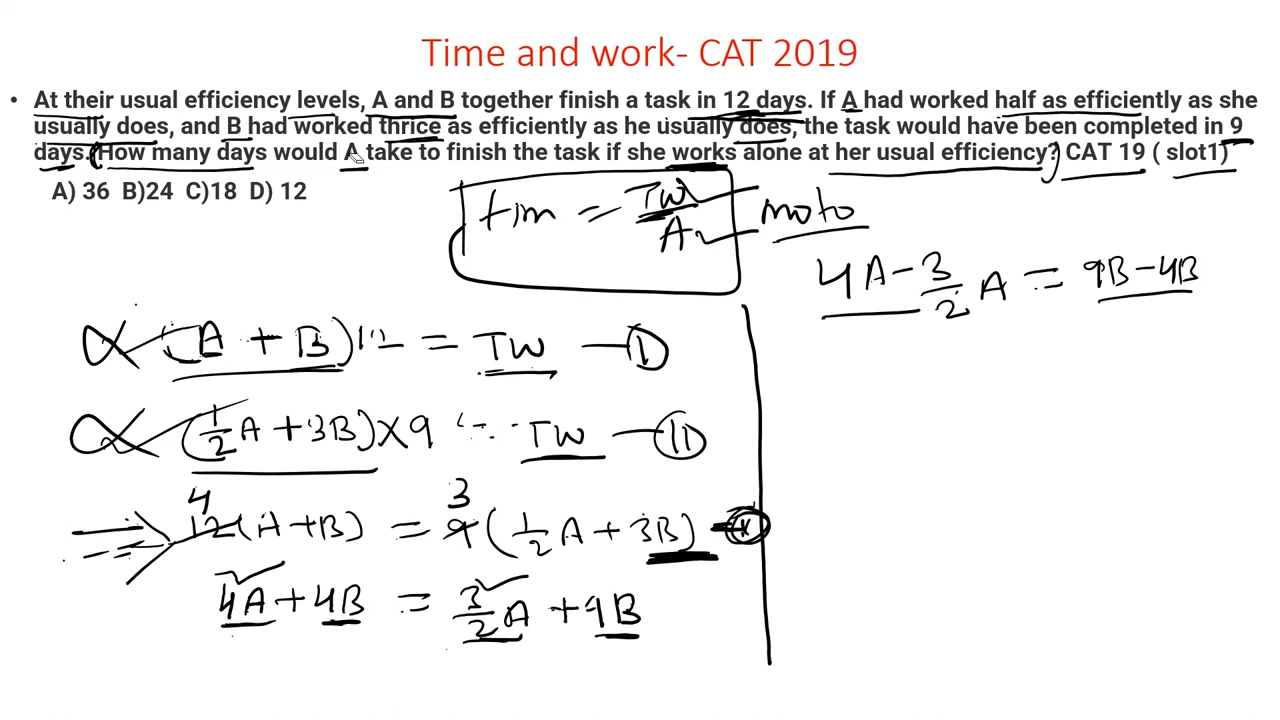 Time and work- CAT 2019
• At their usual efficiency levels, A and B together finish a task in 12 days. If A had worked half as efficiently as she
usually does, and B had worked thrice as efficiently as he usually does, the task would have been completed in 9
days. (How many days would A take to finish the task if she works alone at her usual efficiency?) CAT 19 ( slot1)
A) 36 B)24 C)18 D) 12
tim = TW/A moto
4A - 3/2 A = 9B - 4B
(A + B)12 = TW — I
(1/2 A + 3B) × 9 = TW — II
4 3
⇒ 12(A+B) = 9(1/2 A + 3B)
4A + 4B = 3/2 A + 9B